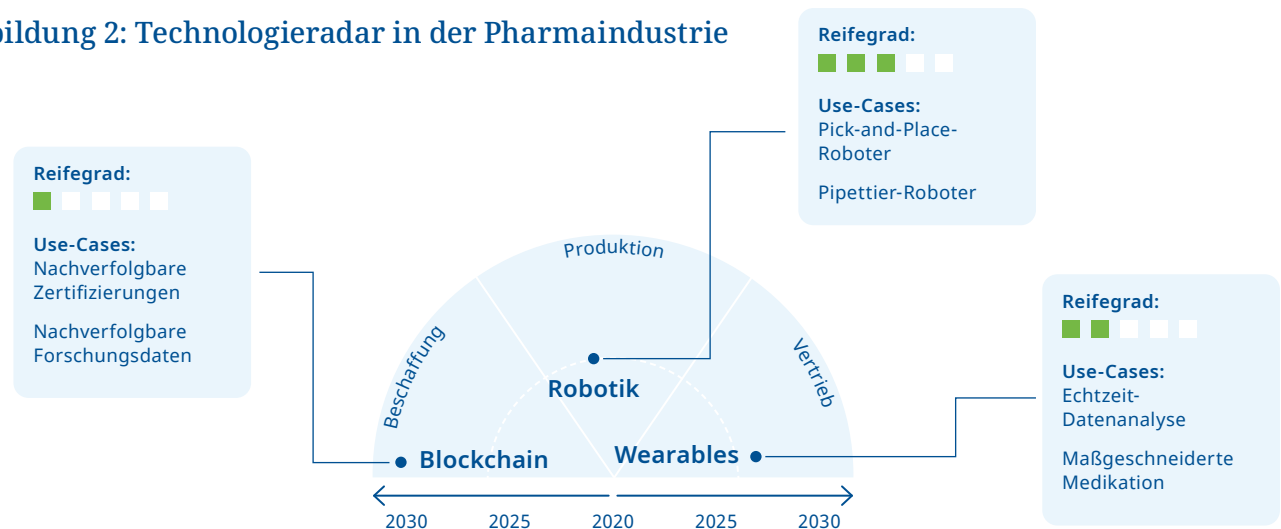 bildung 2: Technologieradar in der Pharmaindustrie
Reifegrad:
Use-Cases:
Pick-and-Place-
Roboter
Pipettier-Roboter
Reifegrad:
Use-Cases:
Nachverfolgbare
Zertifizierungen
Nachverfolgbare
Forschungsdaten
Produktion
Beschaffung
Vertrieb
Robotik
Blockchain
Wearables
Reifegrad:
Use-Cases:
Echtzeit-
Datenanalyse
Maßgeschneiderte
Medikation
2030 2025 2020 2025 2030